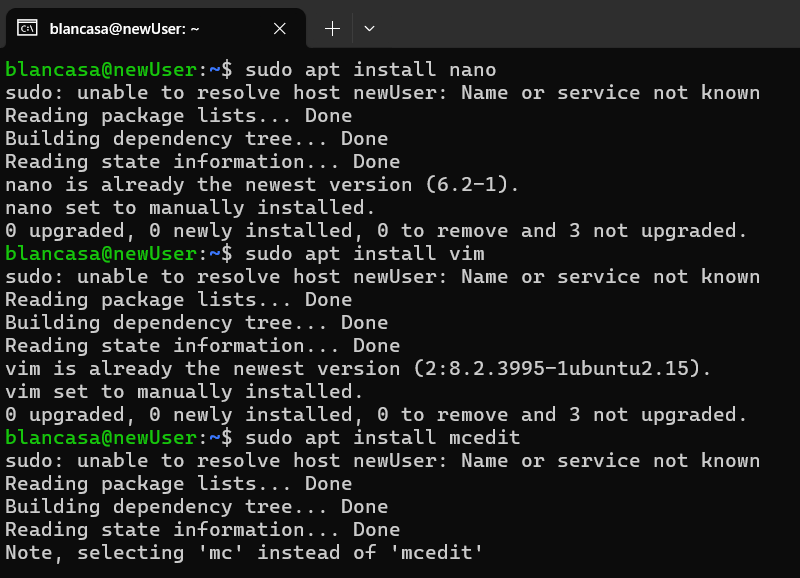 blancasa@newUser: ~
blancasa@newUser:~$ sudo apt install nano
sudo: unable to resolve host newUser: Name or service not known
Reading package lists... Done
Building dependency tree... Done
Reading state information... Done
nano is already the newest version (6.2-1).
nano set to manually installed.
0 upgraded, 0 newly installed, 0 to remove and 3 not upgraded.
blancasa@newUser:~$ sudo apt install vim
sudo: unable to resolve host newUser: Name or service not known
Reading package lists... Done
Building dependency tree... Done
Reading state information... Done
vim is already the newest version (2:8.2.3995-1ubuntu2.15).
vim set to manually installed.
0 upgraded, 0 newly installed, 0 to remove and 3 not upgraded.
blancasa@newUser:~$ sudo apt install mcedit
sudo: unable to resolve host newUser: Name or service not known
Reading package lists... Done
Building dependency tree... Done
Reading state information... Done
Note, selecting 'mc' instead of 'mcedit'